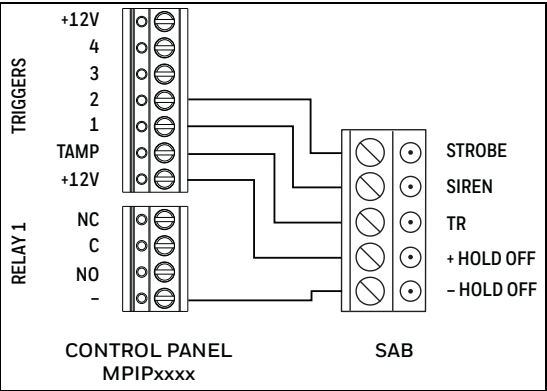 TRIGGERS
+12V
4
3
2
1
TAMP
+12V
RELAY 1
NC
C
NO
–
STROBE
SIREN
TR
+ HOLD OFF
– HOLD OFF
CONTROL PANEL
MPIPxxxx
SAB